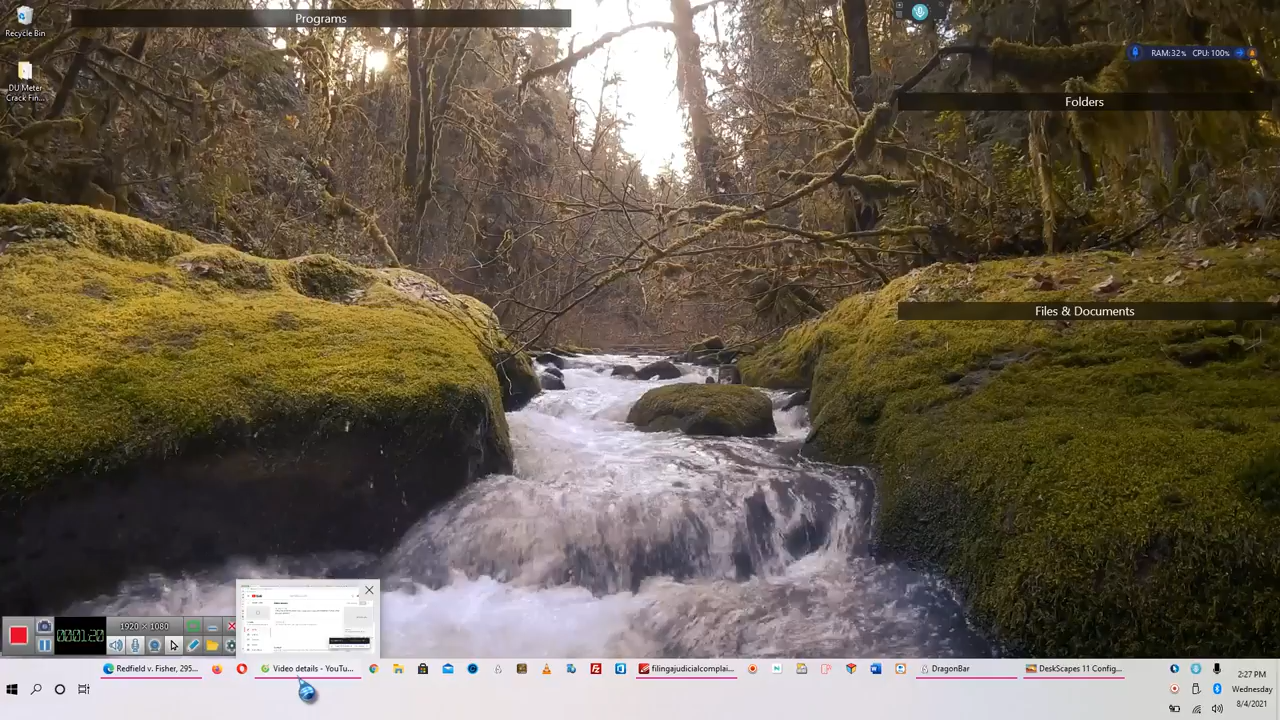 Programs
Recycle Bin
DU Meter
Crack Fin...
RAM: 32% CPU: 100%
Folders
Files & Documents
1920 × 1080
000120
Redfield v. Fisher, 295...
Video details - YouTu...
filingajudicialcomplai...
DragonBar
DeskScapes 11 Config...
2:27 PM
Wednesday
8/4/2021